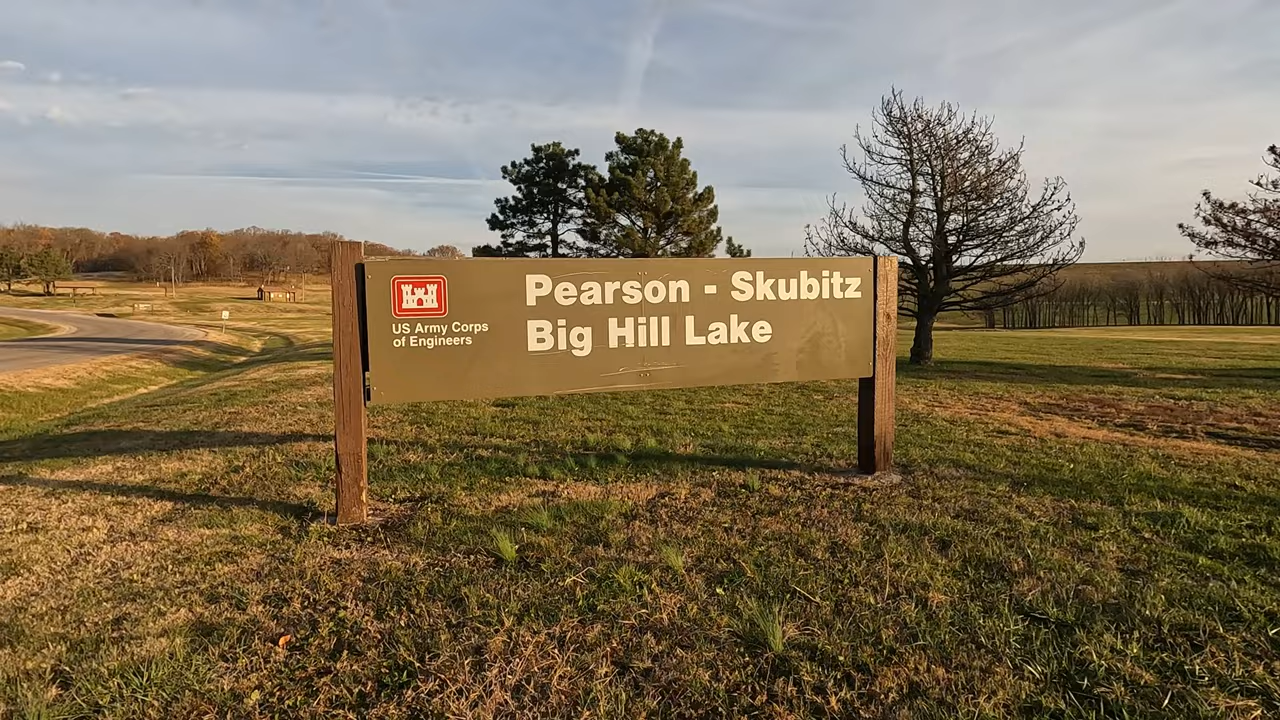 US Army Corps
of Engineers
Pearson - Skubitz
Big Hill Lake